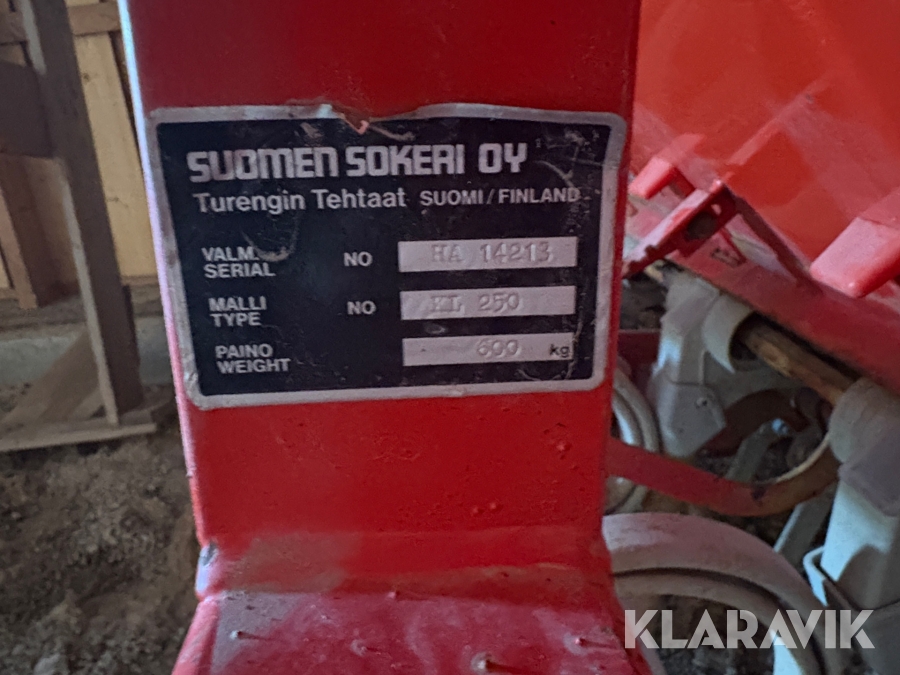 SUOMEN SOKERI OY
Turengin Tehtaat SUOMI/FINLAND
VALM. NO HA 14213
SERIAL
MALLI NO KL 250
TYPE
PAINO 600 kg
WEIGHT
KLARAVIK